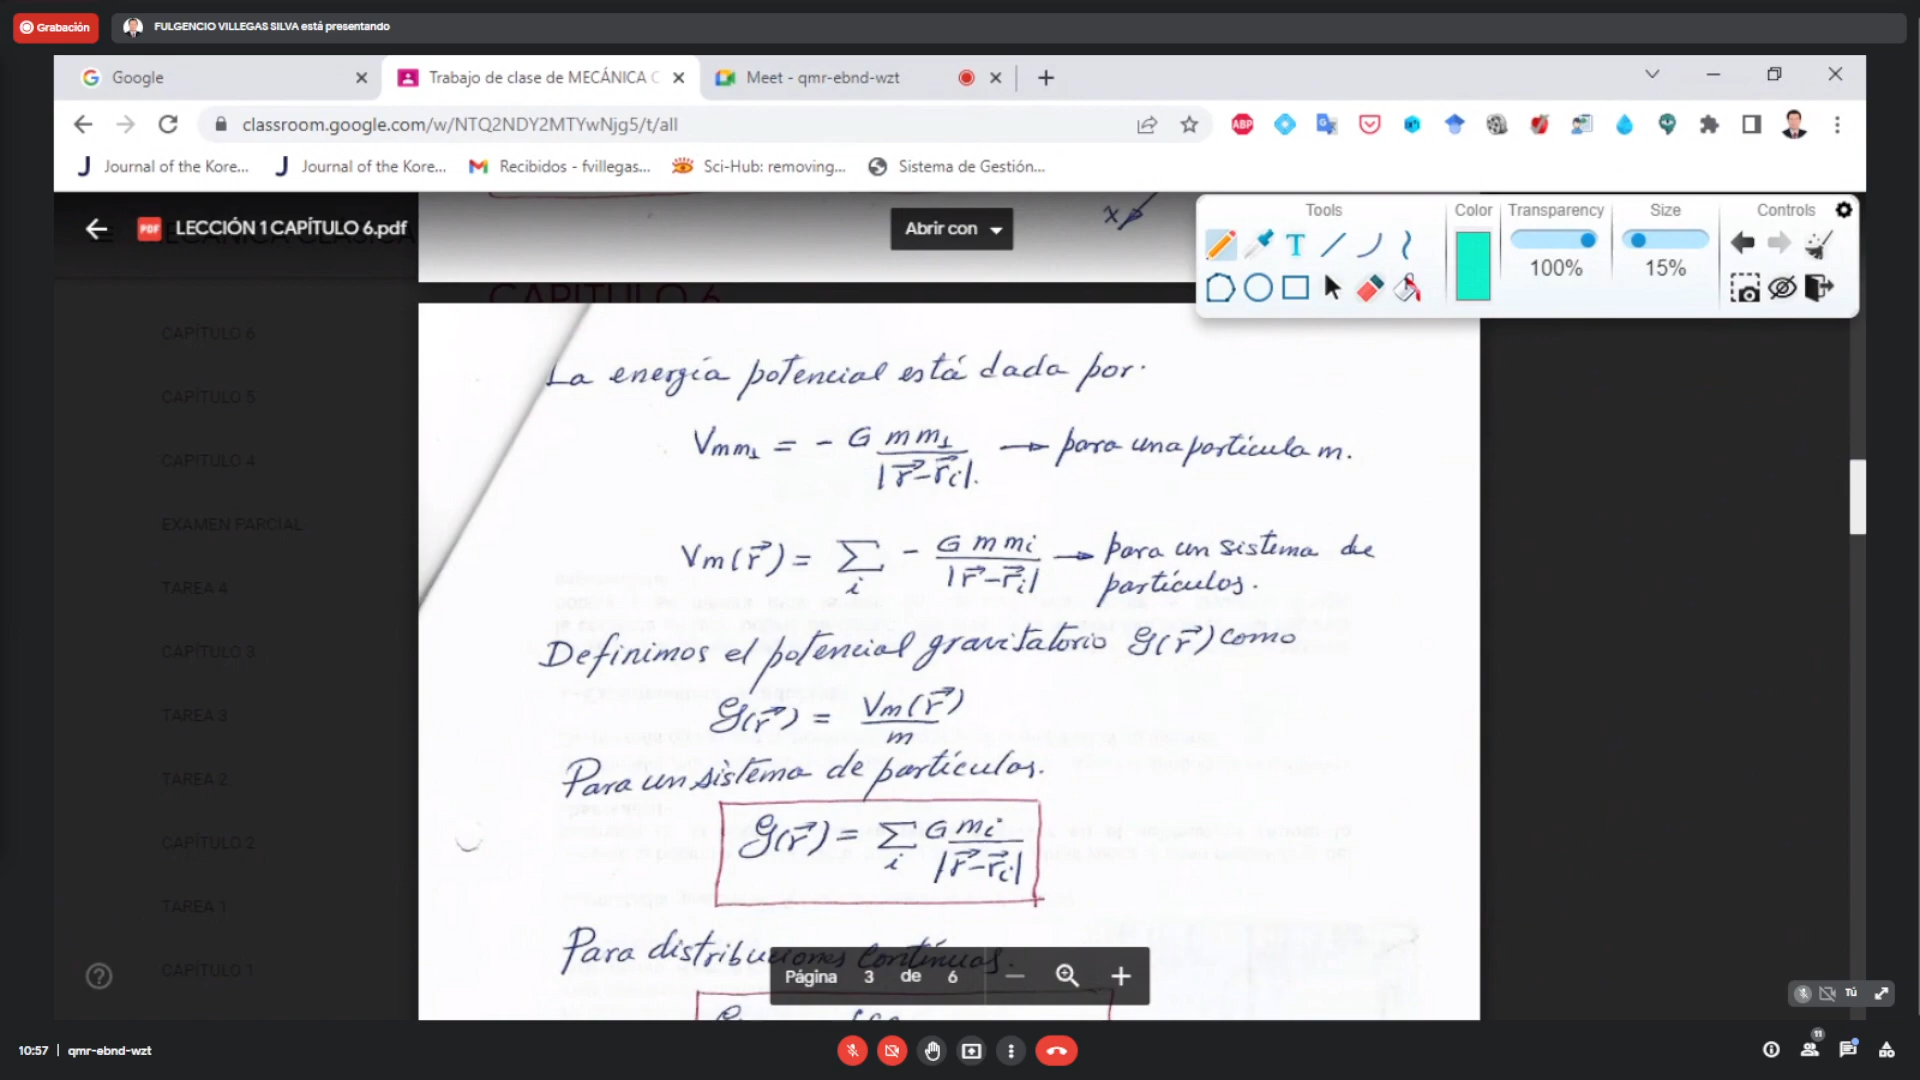 Grabación
FULGENCIO VILLEGAS SILVA está presentando
Google
Trabajo de clase de MECÁNICA C
Meet - qmr-ebnd-wzt
classroom.google.com/w/NTQ2NDY2MTYwNjg5/t/all
Journal of the Kore...
Journal of the Kore...
Recibidos - fvillegas...
Sci-Hub: removing...
Sistema de Gestión...
LECCIÓN 1 CAPÍTULO 6.pdf
Abrir con
Tools
Color
Transparency
Size
Controls
100%
15%
CAPITULO 6
CAPITULO 6
CAPITULO 5
CAPITULO 4
EXAMEN PARCIAL
TAREA 4
CAPITULO 3
TAREA 3
TAREA 2
CAPITULO 2
TAREA 1
CAPITULO 1
La energía potencial está dada por.
Vmm₁ = - G mm₁ / |r⃗-r⃗i|. → para una partícula m.
Vm(r⃗) = Σi - G m mi / |r⃗-r⃗i| → para un sistema de
partículas.
Definimos el potencial gravitatorio 𝒢(r⃗) como
𝒢(r⃗) = Vm(r⃗) / m
Para un sistema de partículas.
𝒢(r⃗) = Σi G mi / |r⃗-r⃗i|
Para distribuciones continuas.
Página 3 de 6
Tú
10:57 | qmr-ebnd-wzt
11